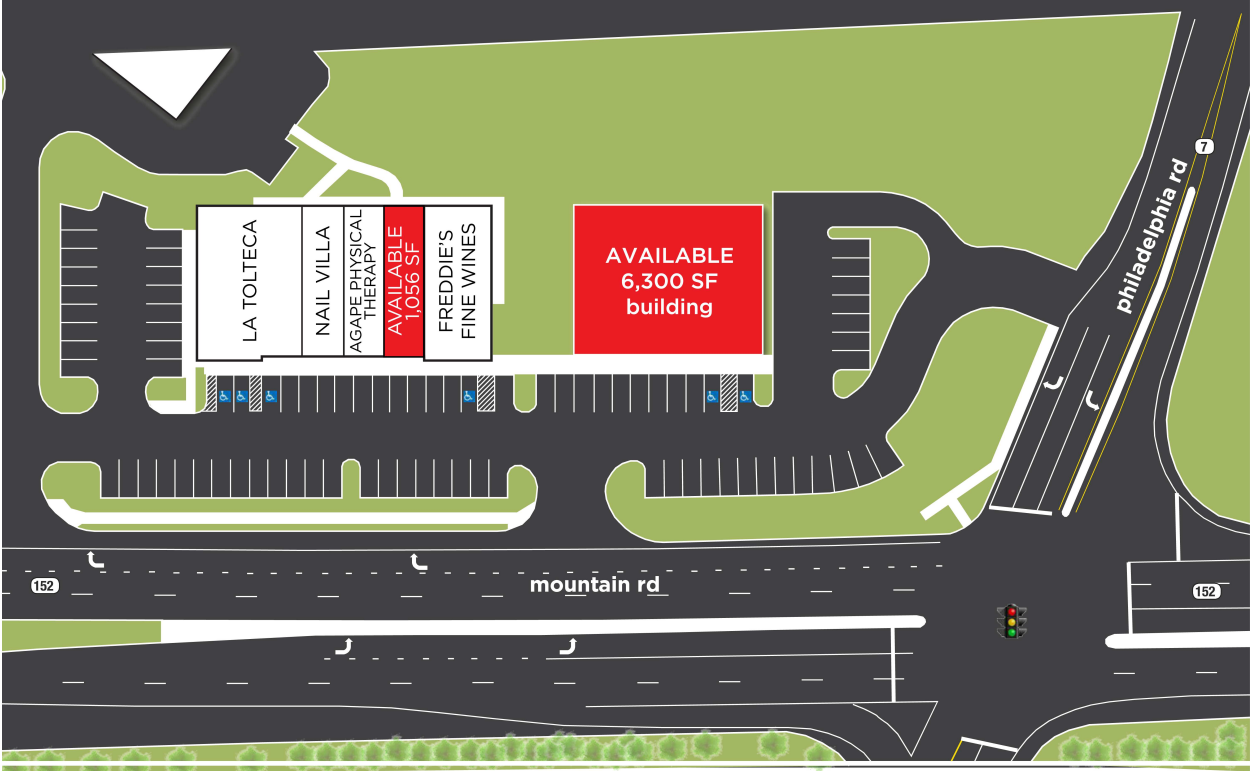 7
philadelphia rd
LA TOLTECA
NAIL VILLA
AGAPE PHYSICAL
THERAPY
AVAILABLE
1,056 SF
FREDDIE'S
FINE WINES
AVAILABLE
6,300 SF
building
152
mountain rd
152